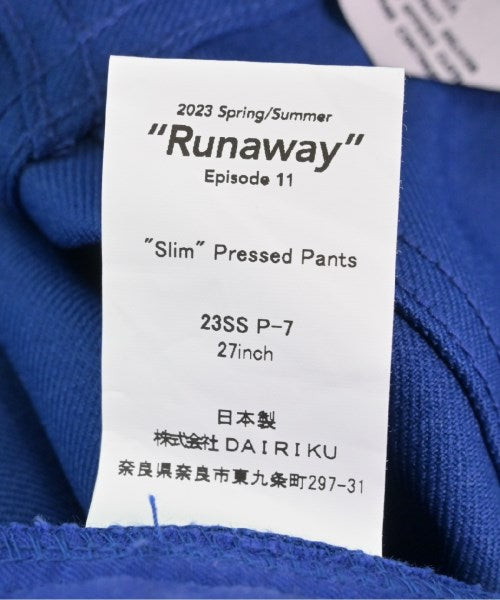 2023 Spring/Summer
"Runaway"
Episode 11
"Slim" Pressed Pants
23SS P-7
27inch
日本製
株式会社 DAIRIKU
奈良県奈良市東九条町297-31